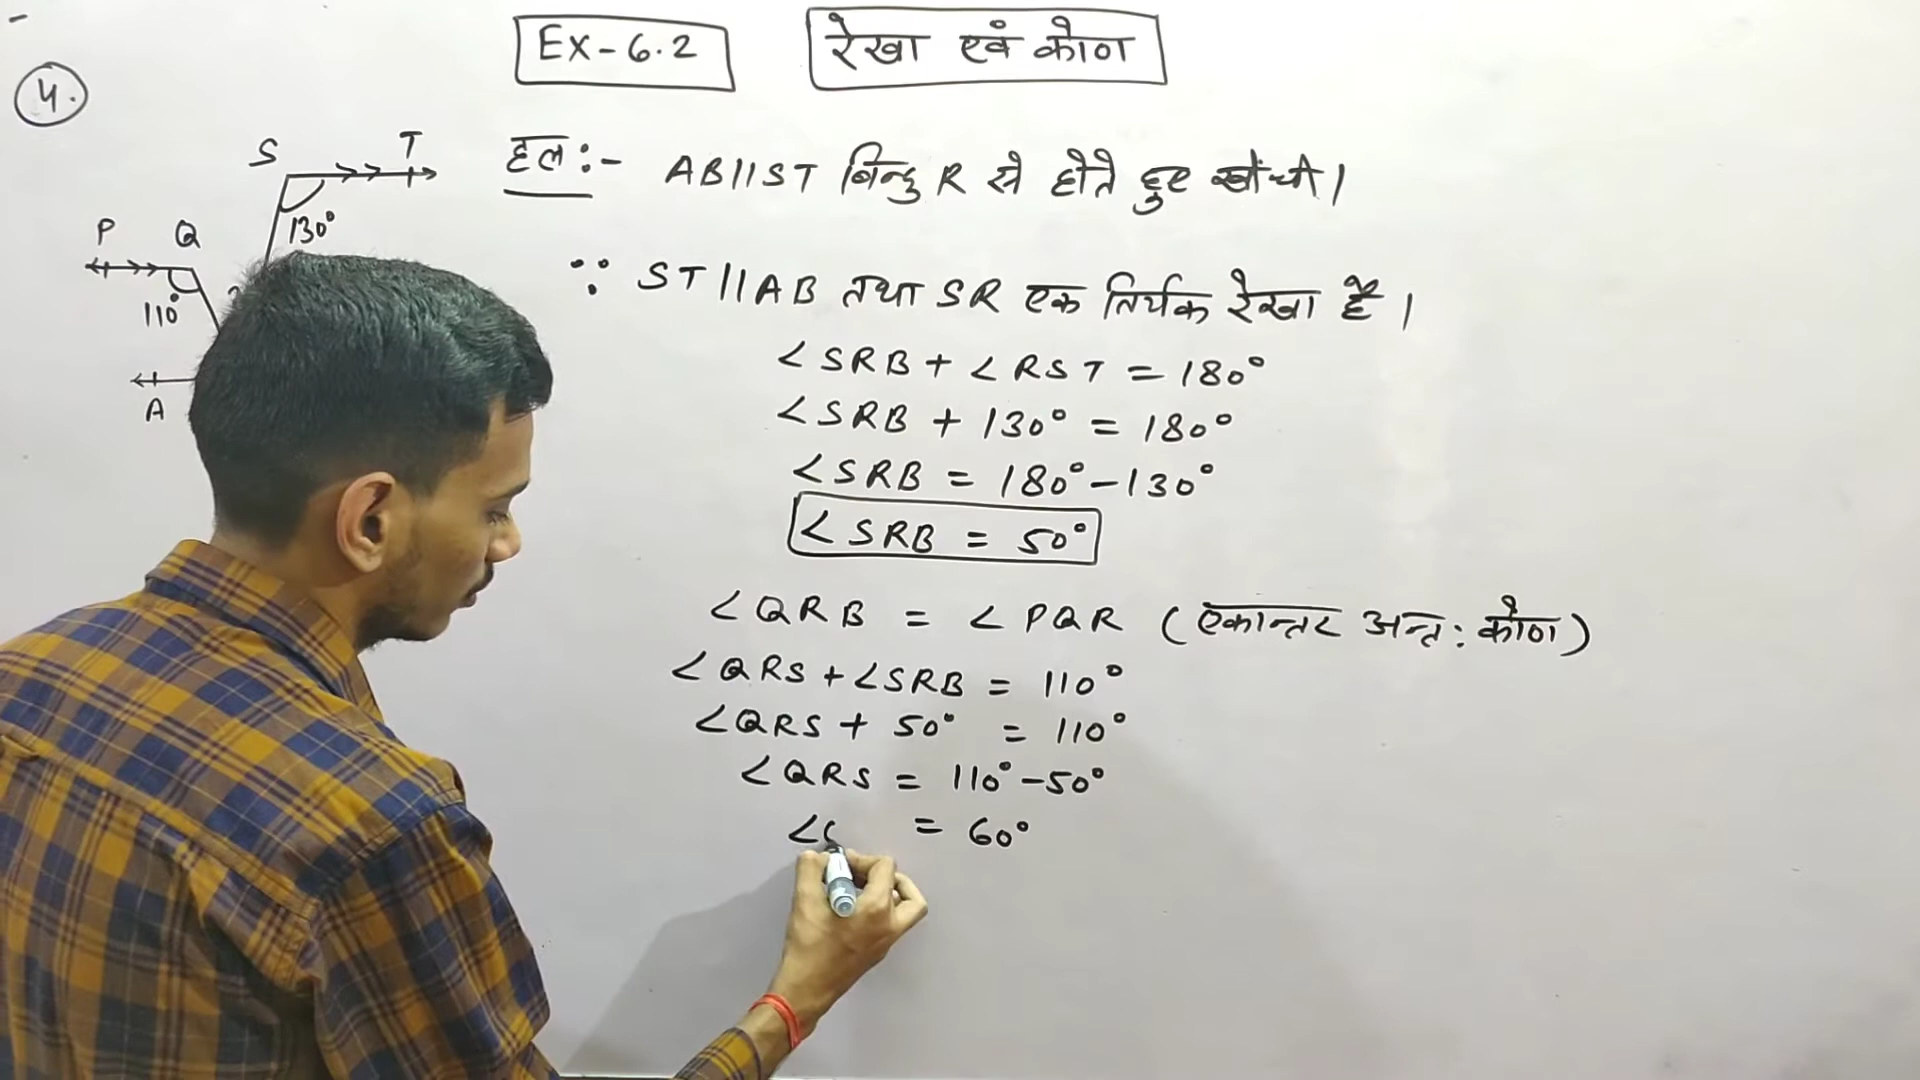 Ex-6.2
रेखा एवं कोण
4.
S T
130°
P Q
110°
A
हल :- AB||ST बिन्दु R से होते हुए खींची।
∵ ST||AB तथा SR एक तिर्यक रेखा है।
∠SRB + ∠RST = 180°
∠SRB + 130° = 180°
∠SRB = 180° - 130°
∠SRB = 50°
∠QRB = ∠PQR (एकान्तर अन्त: कोण)
∠QRS + ∠SRB = 110°
∠QRS + 50° = 110°
∠QRS = 110° - 50°
∠ = 60°